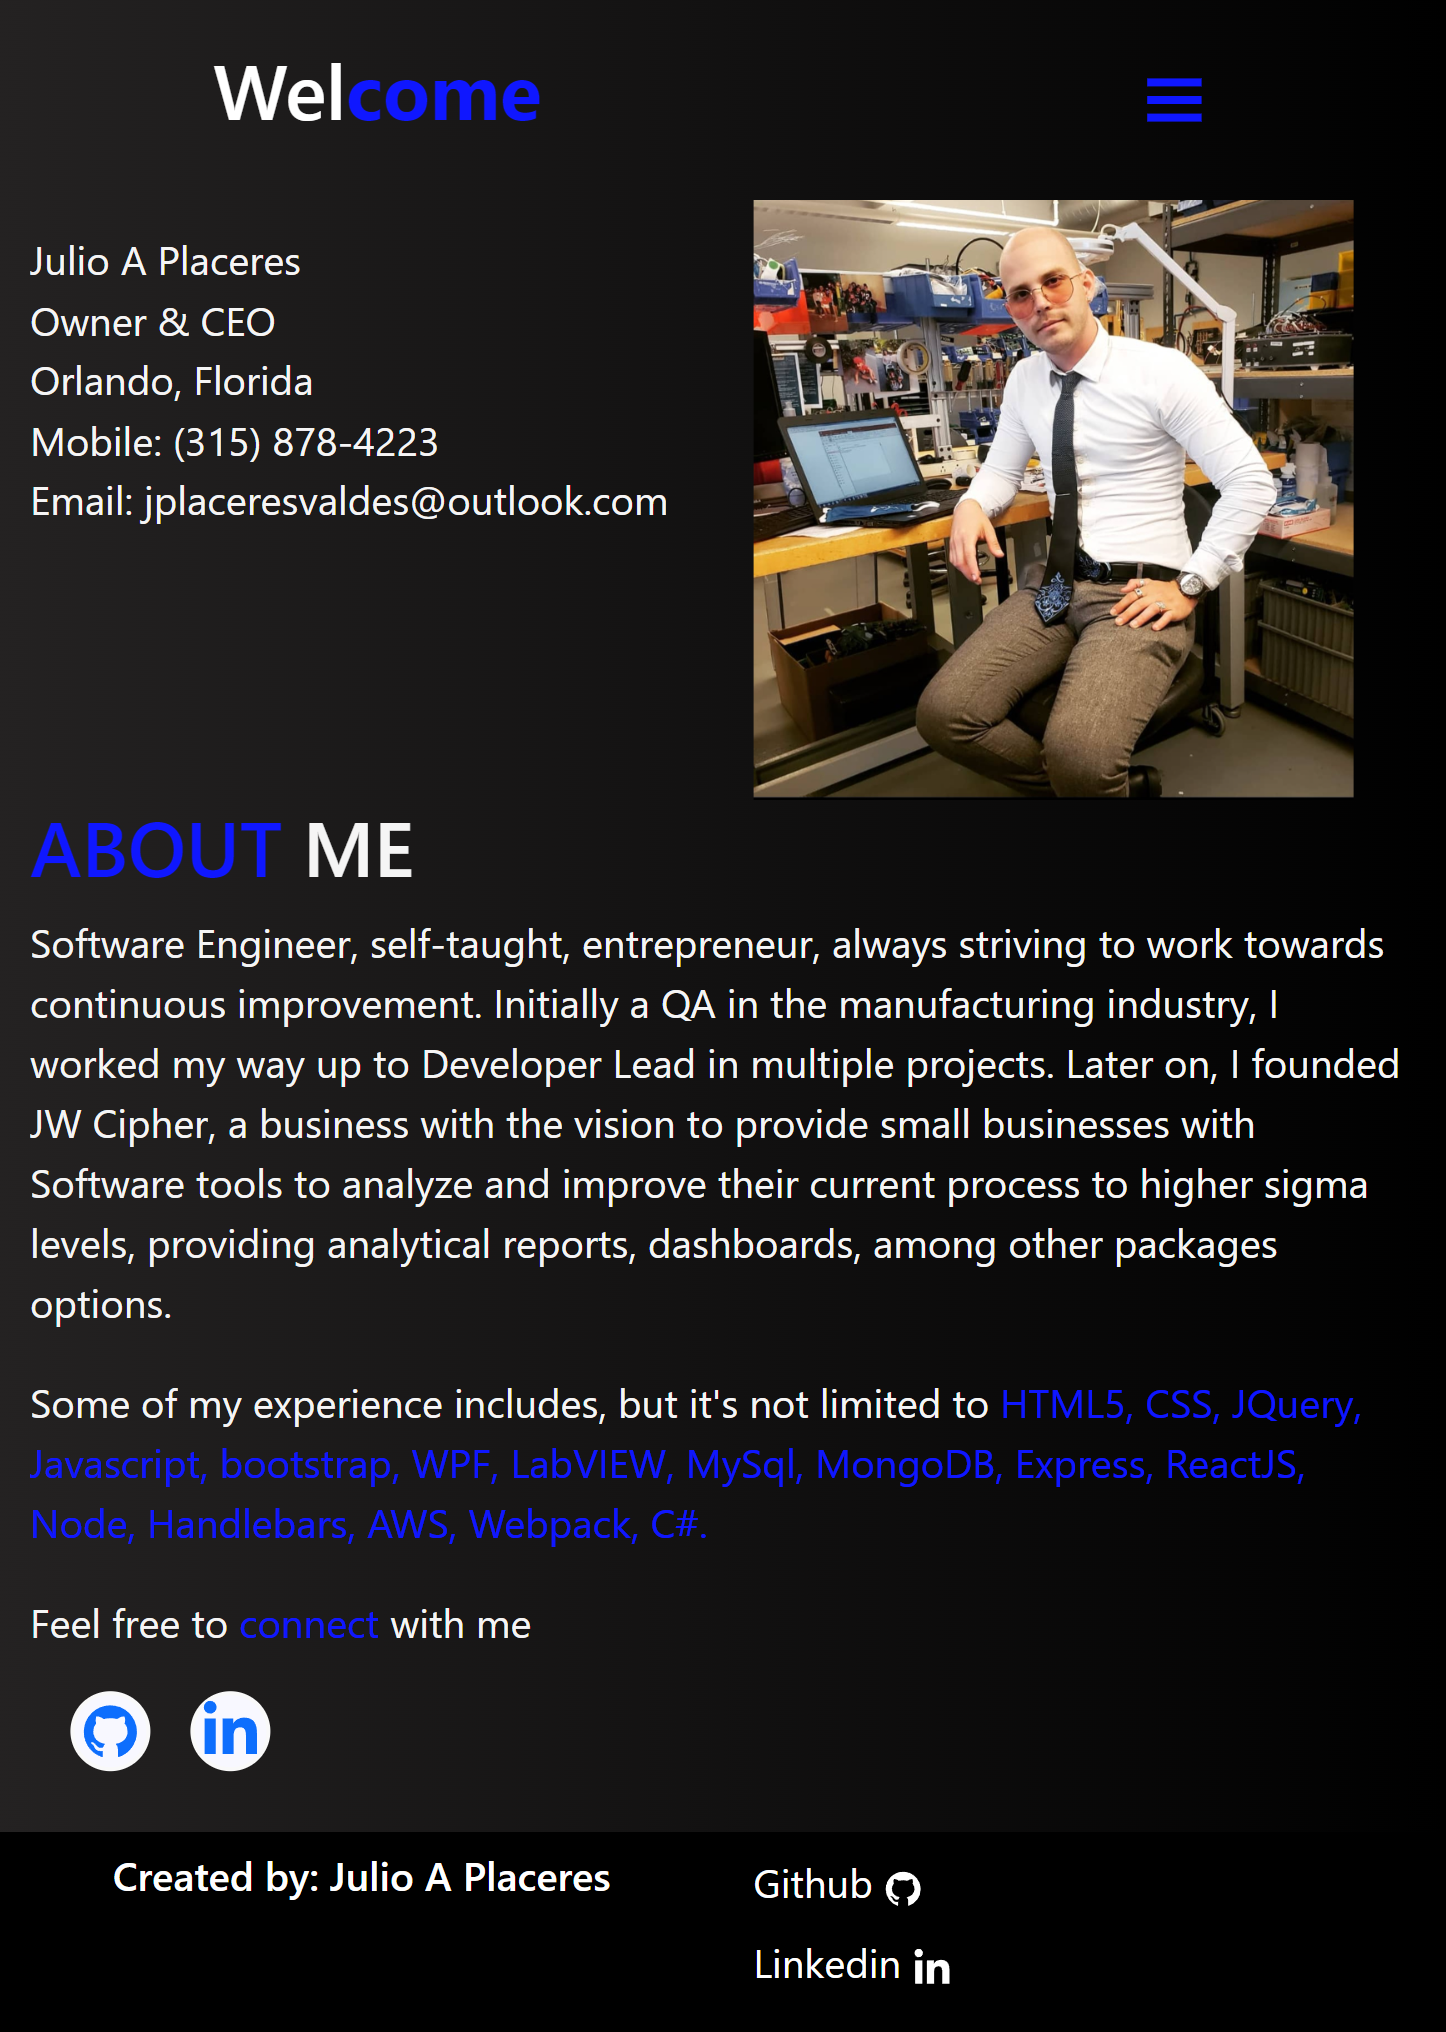 Welcome
Julio A Placeres
Owner & CEO
Orlando, Florida
Mobile: (315) 878-4223
Email: jplaceresvaldes@outlook.com
ABOUT ME
Software Engineer, self-taught, entrepreneur, always striving to work towards
continuous improvement. Initially a QA in the manufacturing industry, I
worked my way up to Developer Lead in multiple projects. Later on, I founded
JW Cipher, a business with the vision to provide small businesses with
Software tools to analyze and improve their current process to higher sigma
levels, providing analytical reports, dashboards, among other packages
options.
Some of my experience includes, but it's not limited to HTML5, CSS, JQuery,
Javascript, bootstrap, WPF, LabVIEW, MySql, MongoDB, Express, ReactJS,
Node, Handlebars, AWS, Webpack, C#.
Feel free to connect with me
in
Created by: Julio A Placeres
Github
Linkedin in